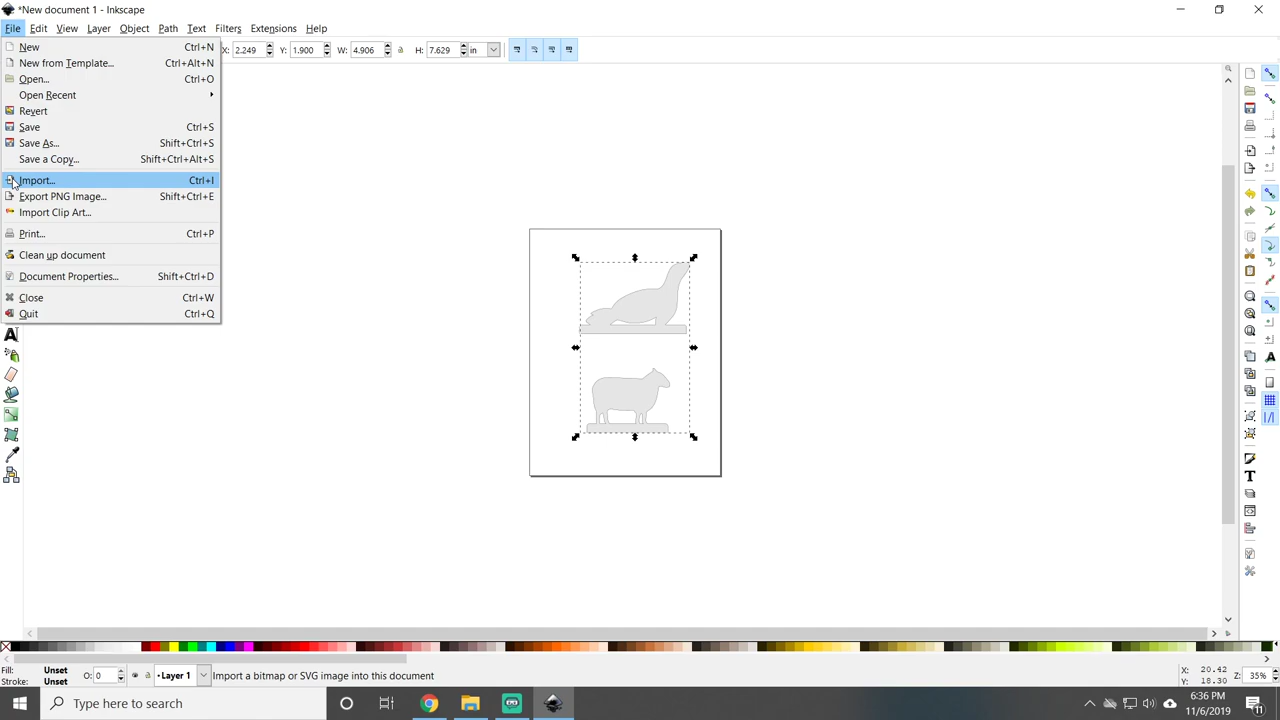 *New document 1 - Inkscape
File Edit View Layer Object Path Text Filters Extensions Help
New Ctrl+N
New from Template... Ctrl+Alt+N
Open... Ctrl+O
Open Recent
Revert
Save Ctrl+S
Save As... Shift+Ctrl+S
Save a Copy... Shift+Ctrl+Alt+S
Import... Ctrl+I
Export PNG Image... Shift+Ctrl+E
Import Clip Art...
Print... Ctrl+P
Clean up document
Document Properties... Shift+Ctrl+D
Close Ctrl+W
Quit Ctrl+Q
X: 2.249 Y: 1.900 W: 4.906 H: 7.629 in
Fill: Unset
Stroke: Unset
O: 0
Layer 1
Import a bitmap or SVG image into this document
X: 20.42
Y: 18.30
Z: 35%
Type here to search
6:36 PM
11/6/2019
11